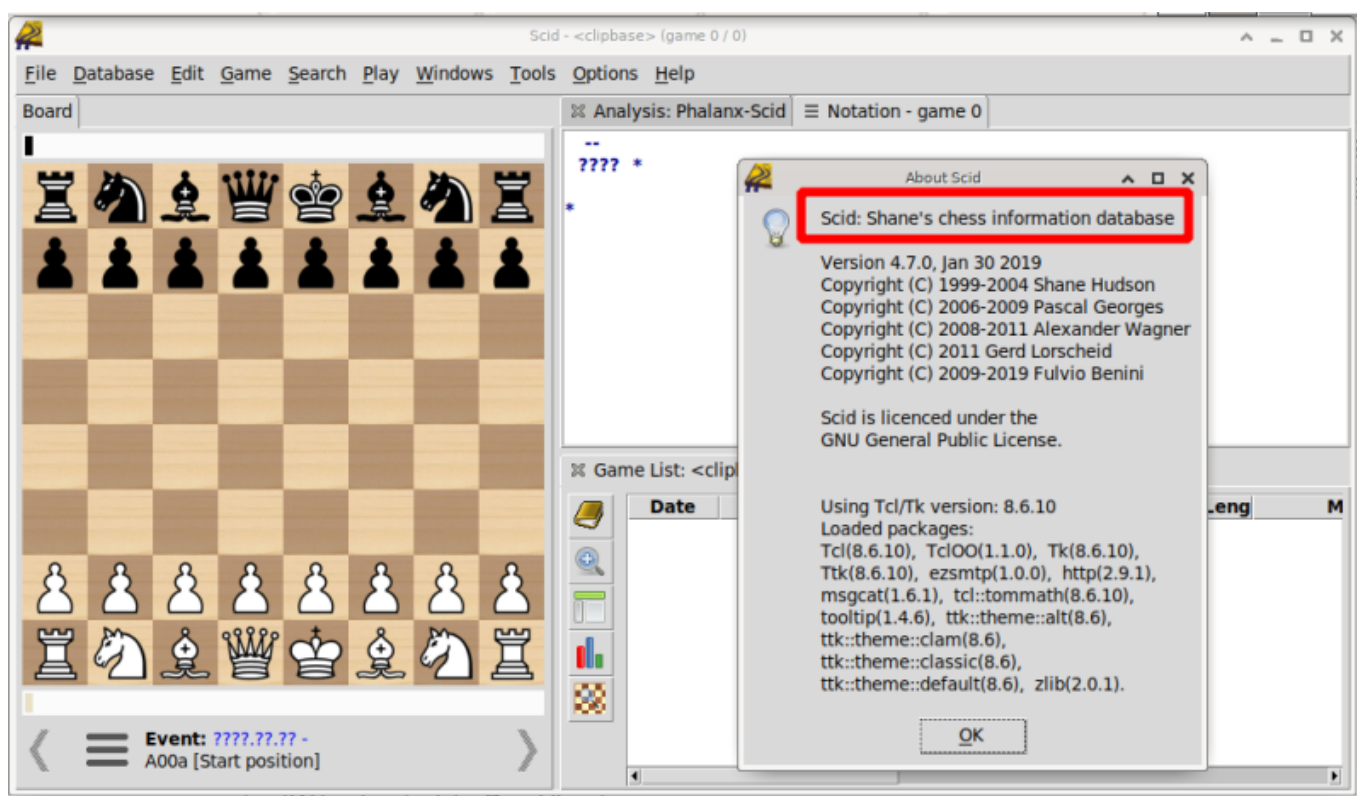 Scid - <clipbase> (game 0 / 0)
File Database Edit Game Search Play Windows Tools Options Help
Board
Analysis: Phalanx-Scid
Notation - game 0
--
???? *
*
About Scid
Scid: Shane's chess information database
Version 4.7.0, Jan 30 2019
Copyright (C) 1999-2004 Shane Hudson
Copyright (C) 2006-2009 Pascal Georges
Copyright (C) 2008-2011 Alexander Wagner
Copyright (C) 2011 Gerd Lorscheid
Copyright (C) 2009-2019 Fulvio Benini
Scid is licenced under the
GNU General Public License.
Using Tcl/Tk version: 8.6.10
Loaded packages:
Tcl(8.6.10), TclOO(1.1.0), Tk(8.6.10),
Ttk(8.6.10), ezsmtp(1.0.0), http(2.9.1),
msgcat(1.6.1), tcl::tommath(8.6.10),
tooltip(1.4.6), ttk::theme::alt(8.6),
ttk::theme::clam(8.6),
ttk::theme::classic(8.6),
ttk::theme::default(8.6), zlib(2.0.1).
OK
Game List: <clip
Date
Leng
M
Event: ????.??.?? -
A00a [Start position]